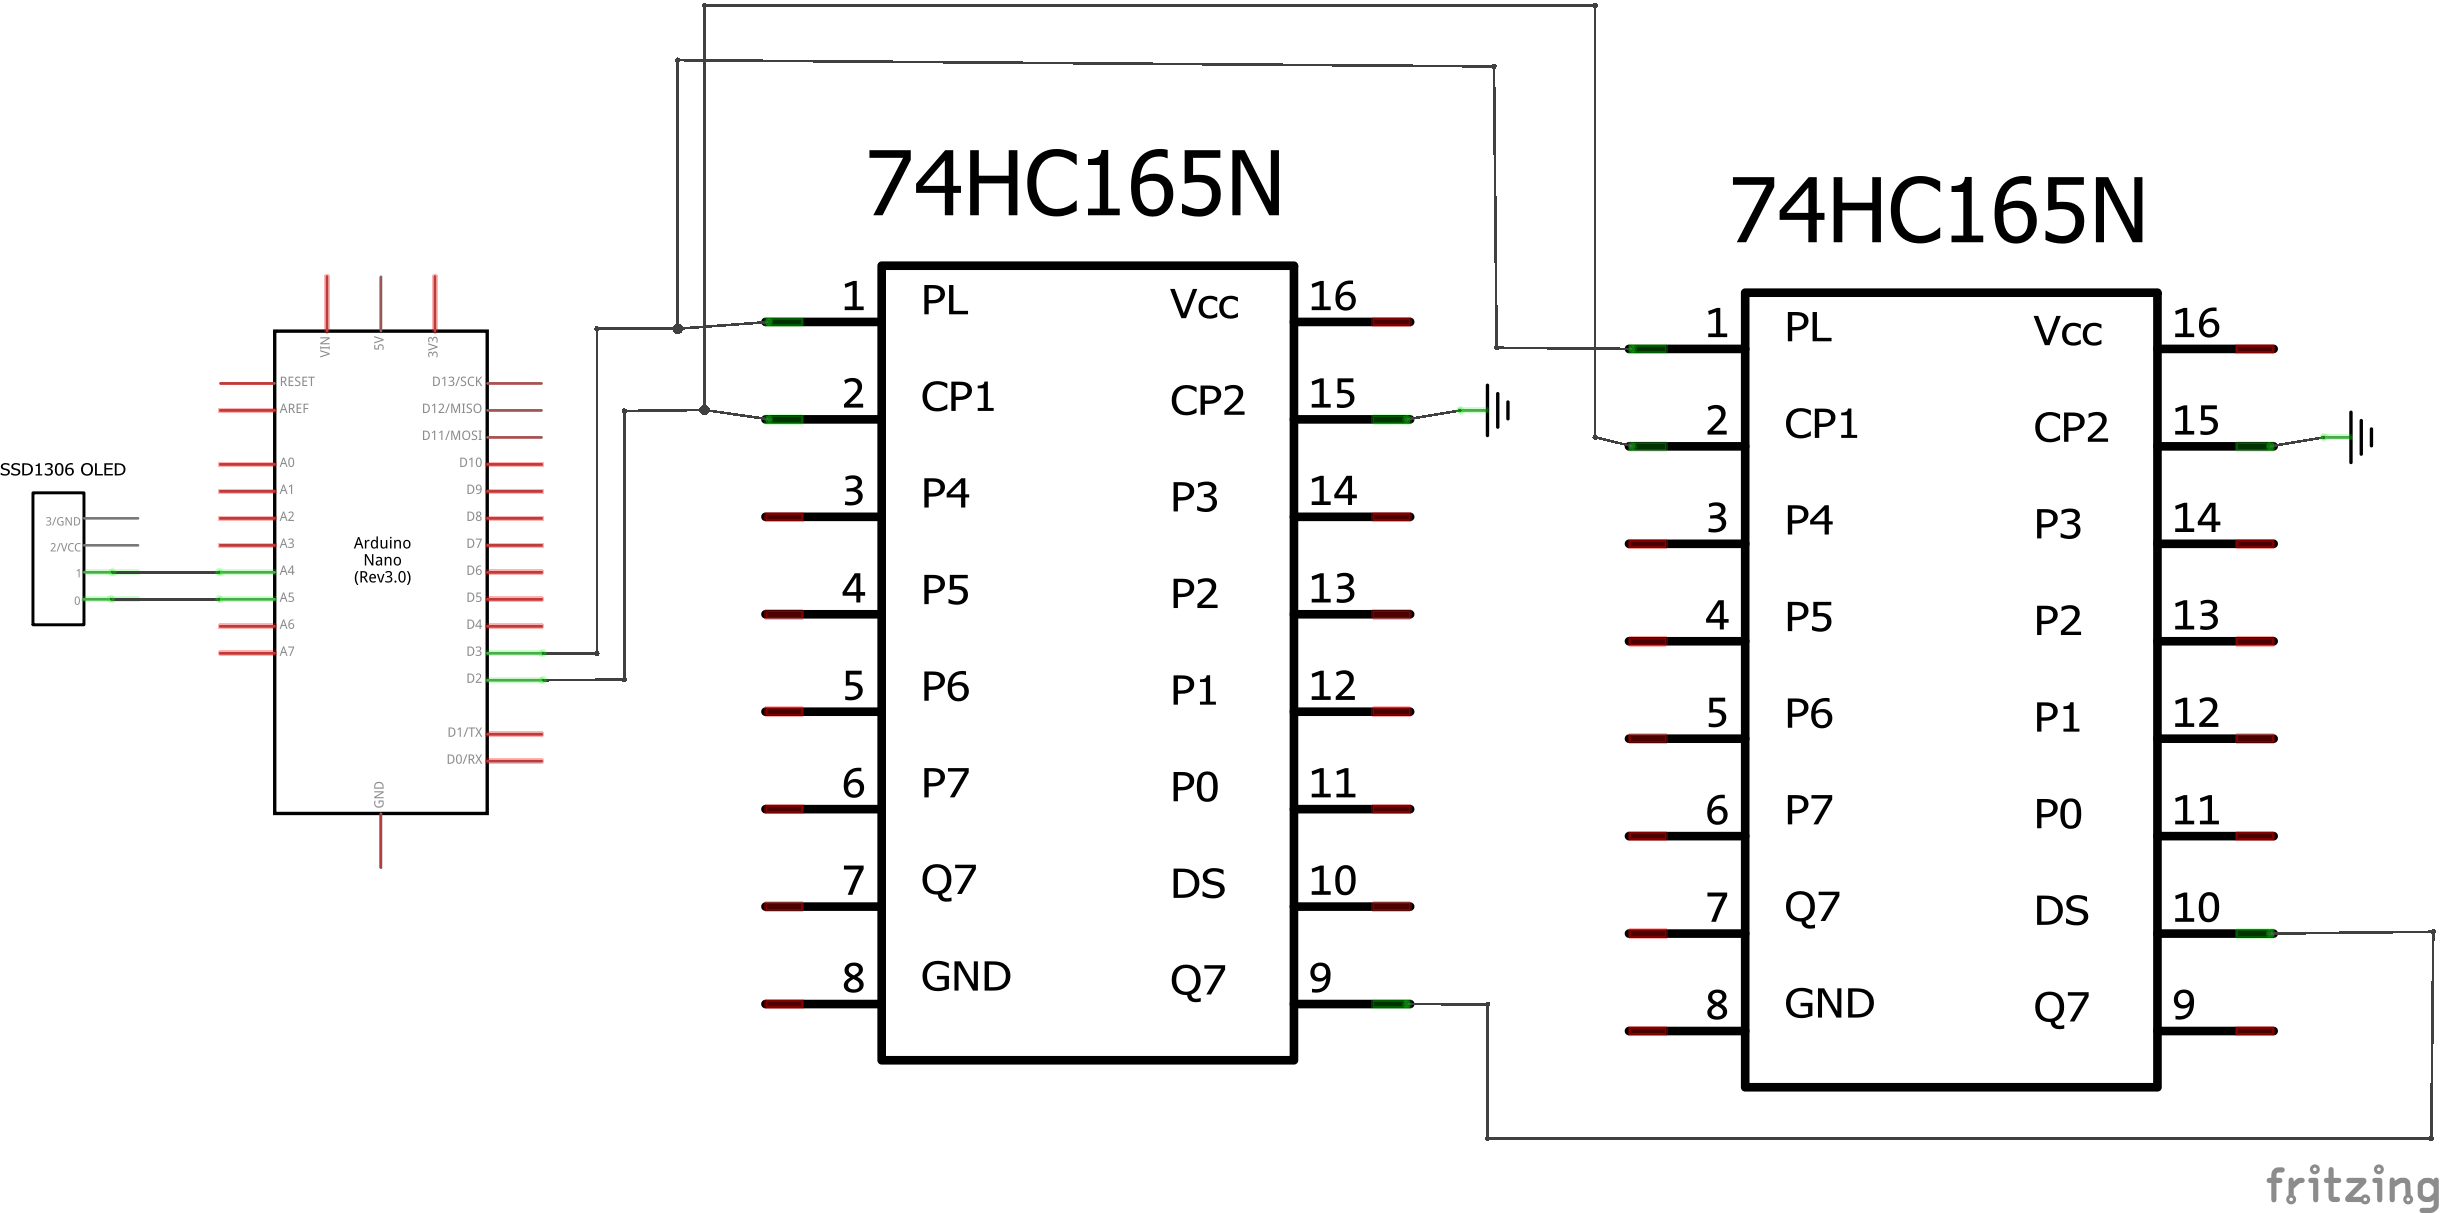 74HC165N
74HC165N
SSD1306 OLED
3/GND
2/VCC
1
0
VIN
5V
3V3
RESET
AREF
A0
A1
A2
A3
A4
A5
A6
A7
D13/SCK
D12/MISO
D11/MOSI
D10
D9
D8
D7
D6
D5
D4
D3
D2
D1/TX
D0/RX
GND
Arduino
Nano
(Rev3.0)
1 PL Vcc 16
2 CP1 CP2 15
3 P4 P3 14
4 P5 P2 13
5 P6 P1 12
6 P7 P0 11
7 Q7 DS 10
8 GND Q7 9
1 PL Vcc 16
2 CP1 CP2 15
3 P4 P3 14
4 P5 P2 13
5 P6 P1 12
6 P7 P0 11
7 Q7 DS 10
8 GND Q7 9
fritzing